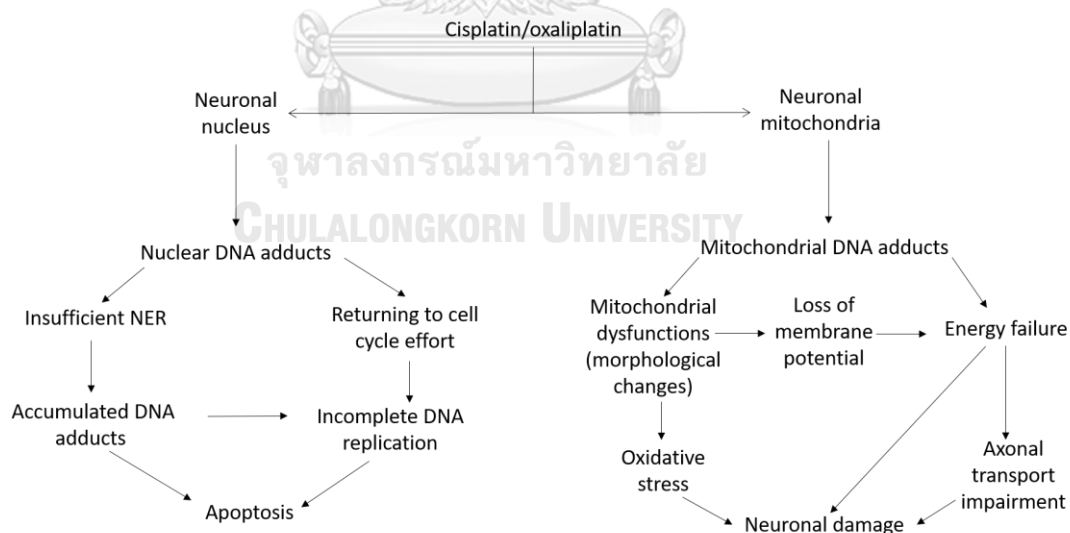 Cisplatin/oxaliplatin
Neuronal
nucleus
Neuronal
mitochondria
จุฬาลงกรณ์มหาวิทยาลัย
CHULALONGKORN UNIVERSITY
Nuclear DNA adducts
Mitochondrial DNA adducts
Insufficient NER
Returning to cell
cycle effort
Mitochondrial
dysfunctions
(morphological
changes)
Loss of
membrane
potential
Energy failure
Accumulated DNA
adducts
Incomplete DNA
replication
Oxidative
stress
Axonal
transport
impairment
Apoptosis
Neuronal damage